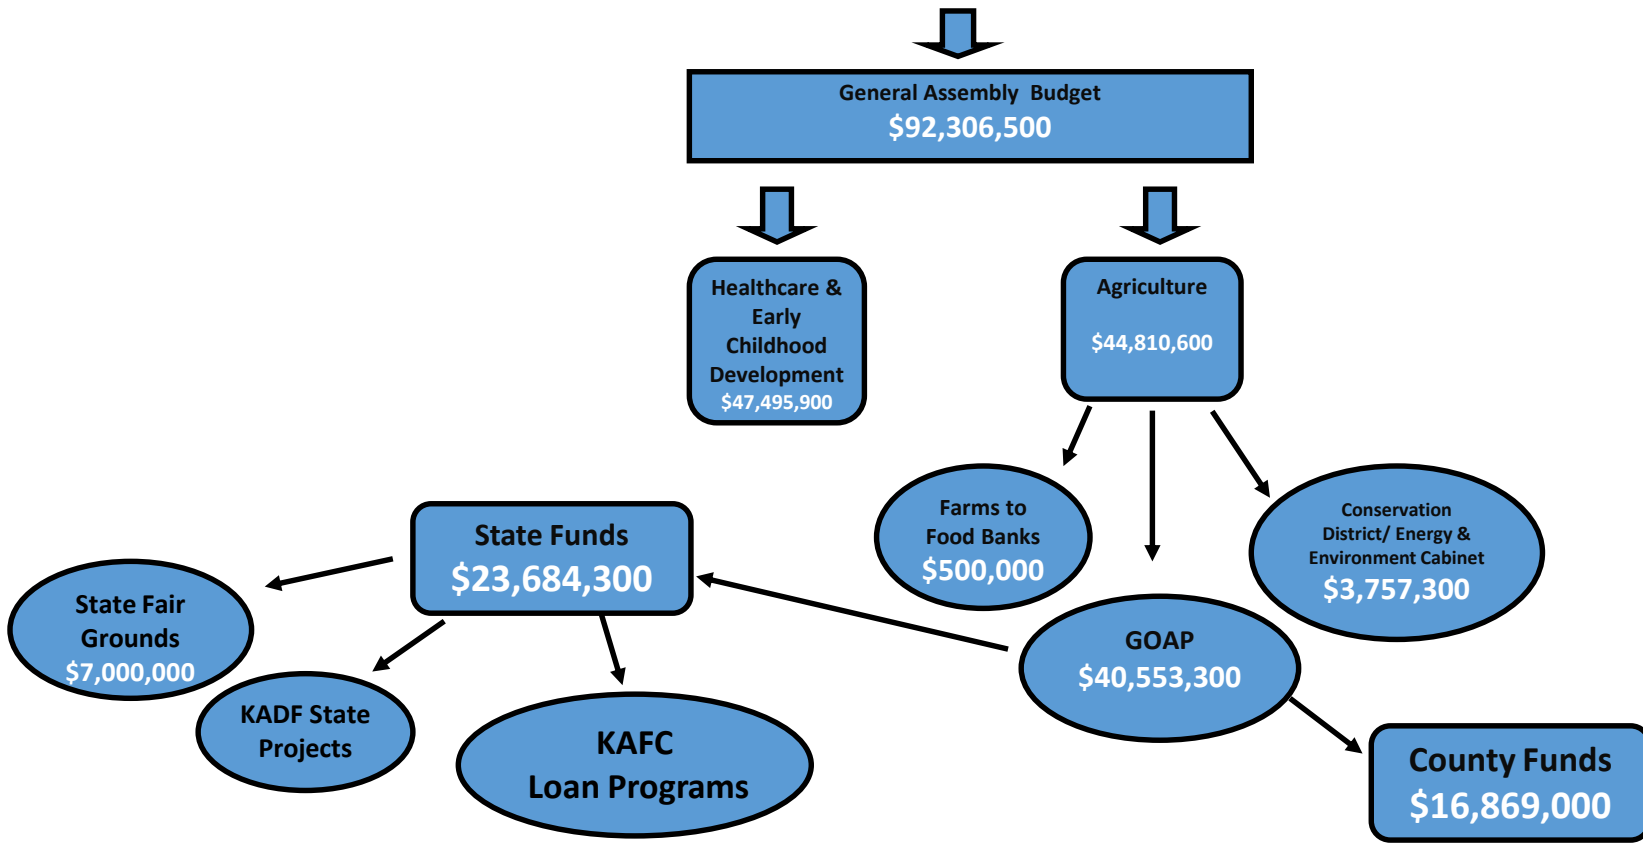 General Assembly  Budget
$92,306,500
Healthcare &
Early
Childhood
Development
$47,495,900
Agriculture
$44,810,600
Farms to
Food Banks
$500,000
Conservation
District/ Energy &
Environment Cabinet
$3,757,300
State Funds
$23,684,300
State Fair
Grounds
$7,000,000
GOAP
$40,553,300
KADF State
Projects
KAFC
Loan Programs
County Funds
$16,869,000